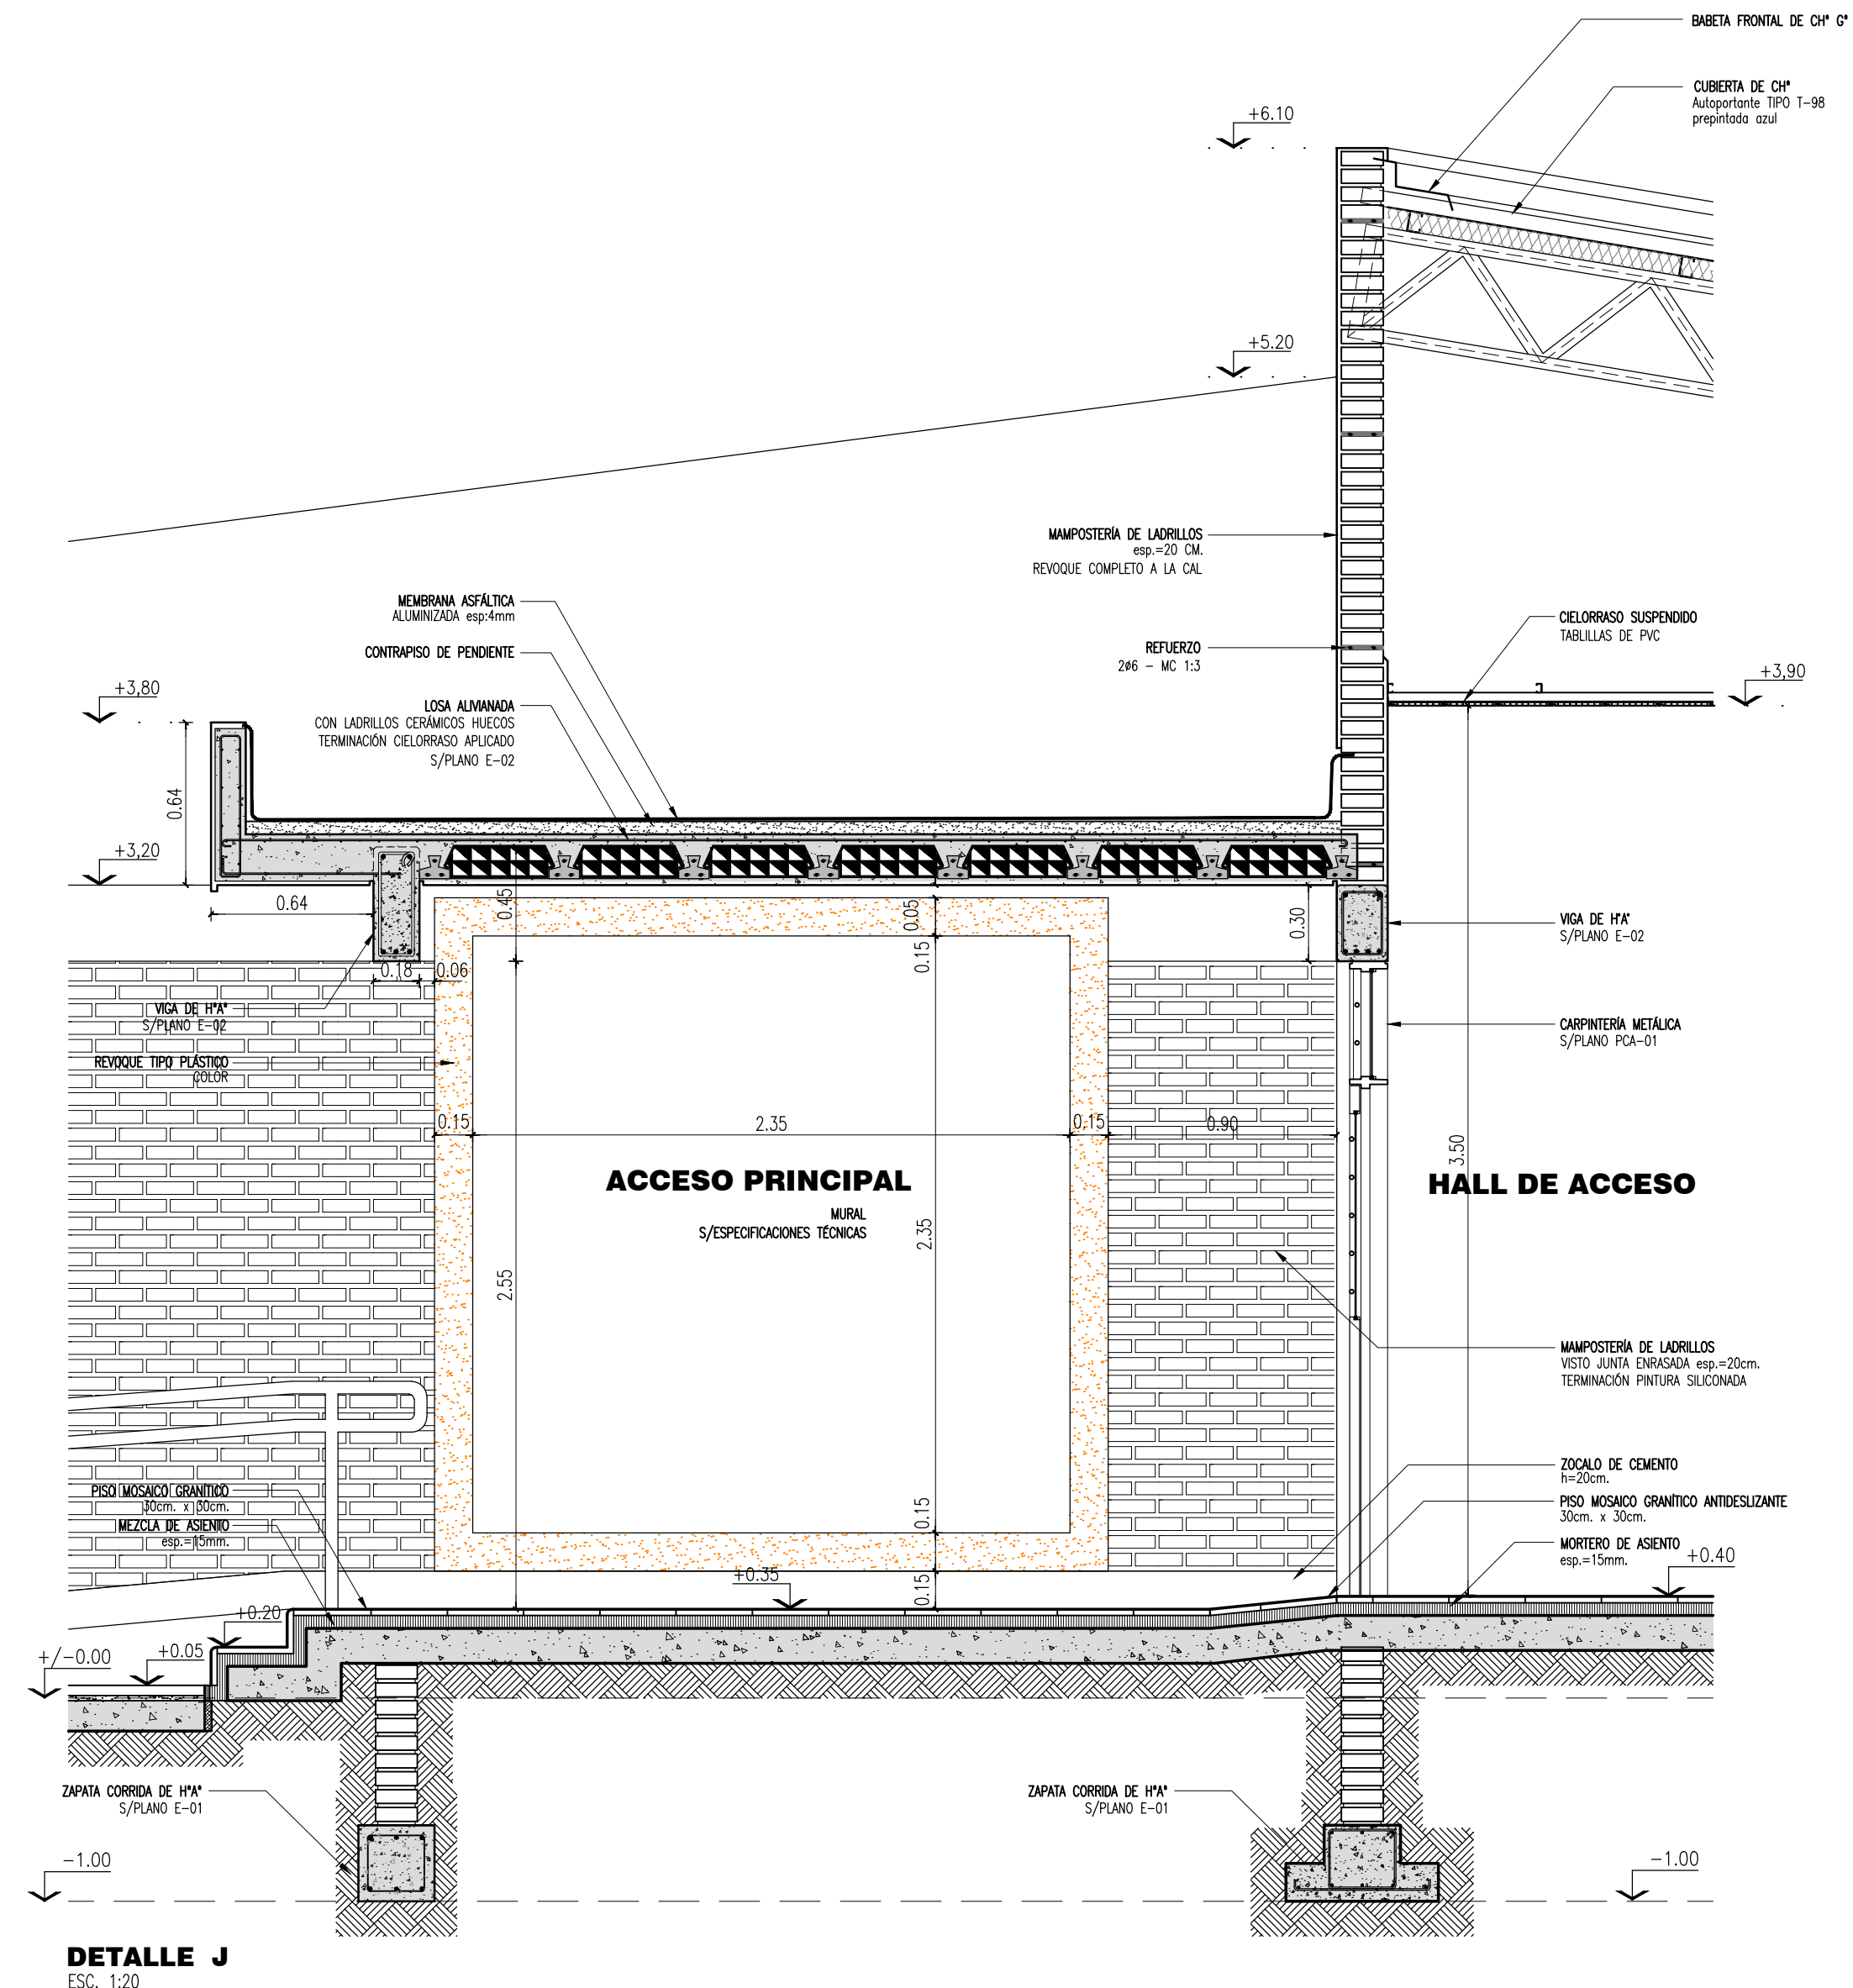 BABETA FRONTAL DE CHª Gª
CUBIERTA DE CHª
Autoportante TIPO T-98
prepintada azul
+6.10
+5.20
MAMPOSTERÍA DE LADRILLOS
esp.=20 CM.
REVOQUE COMPLETO A LA CAL
MEMBRANA ASFÁLTICA
ALUMINIZADA esp:4mm
CONTRAPISO DE PENDIENTE
REFUERZO
2ø6 - MC 1:3
CIELORRASO SUSPENDIDO
TABLILLAS DE PVC
+3,80
+3,90
LOSA ALIVIANADA
CON LADRILLOS CERÁMICOS HUECOS
TERMINACIÓN CIELORRASO APLICADO
S/PLANO E-02
0.64
+3,20
0.64
0.45
0.05
0.15
0.30
VIGA DE HªAª
S/PLANO E-02
0.18
0.06
VIGA DE HªAª
S/PLANO E-02
CARPINTERÍA METÁLICA
S/PLANO PCA-01
REVOQUE TIPO PLÁSTICO
COLOR
0.15
2.35
0.15
0.90
3.50
ACCESO PRINCIPAL
HALL DE ACCESO
MURAL
S/ESPECIFICACIONES TÉCNICAS
2.35
2.55
MAMPOSTERÍA DE LADRILLOS
VISTO JUNTA ENRASADA esp.=20cm.
TERMINACIÓN PINTURA SILICONADA
ZOCALO DE CEMENTO
h=20cm.
PISO MOSAICO GRANÍTICO
30cm. x 30cm.
MEZCLA DE ASIENTO
esp.=15mm.
0.15
PISO MOSAICO GRANÍTICO ANTIDESLIZANTE
30cm. x 30cm.
MORTERO DE ASIENTO
esp.=15mm.
+0.40
+0.35
0.15
+0.20
+0.05
+/-0.00
ZAPATA CORRIDA DE HªAª
S/PLANO E-01
ZAPATA CORRIDA DE HªAª
S/PLANO E-01
-1.00
-1.00
DETALLE J
ESC. 1:20